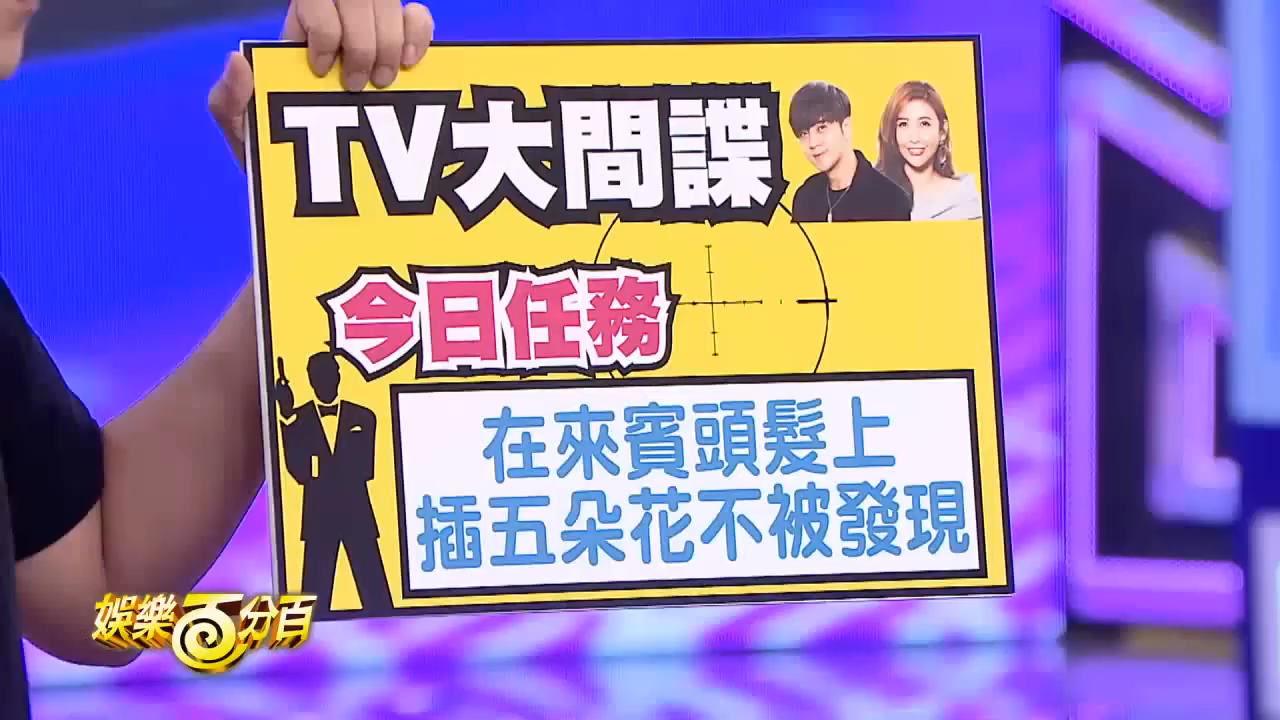 TV大間諜
今日任務
在來賓頭髮上
插五朵花不被發現
娛樂百分百